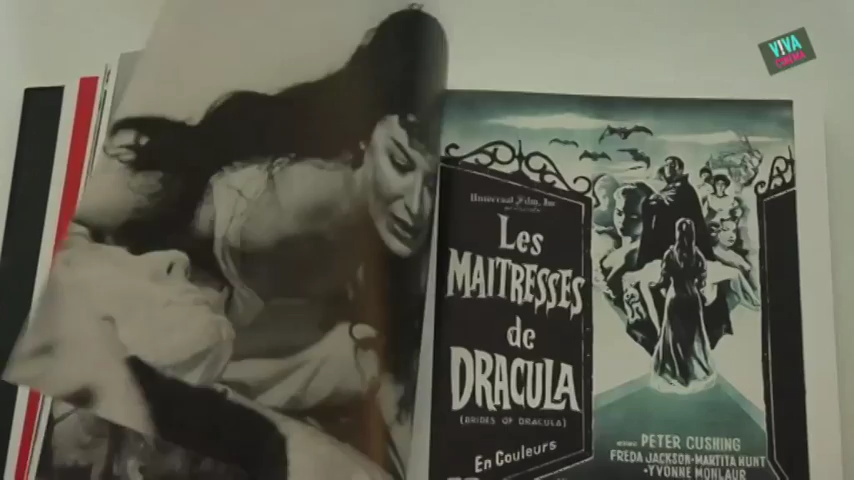 VIVA
CINEMA
Universal Film, Inc
Les
MAITRESSES
de
DRACULA
(BRIDES OF DRACULA)
En Couleurs
PETER CUSHING
FREDA JACKSON-MARTITA HUNT
-YVONNE MONLAUR